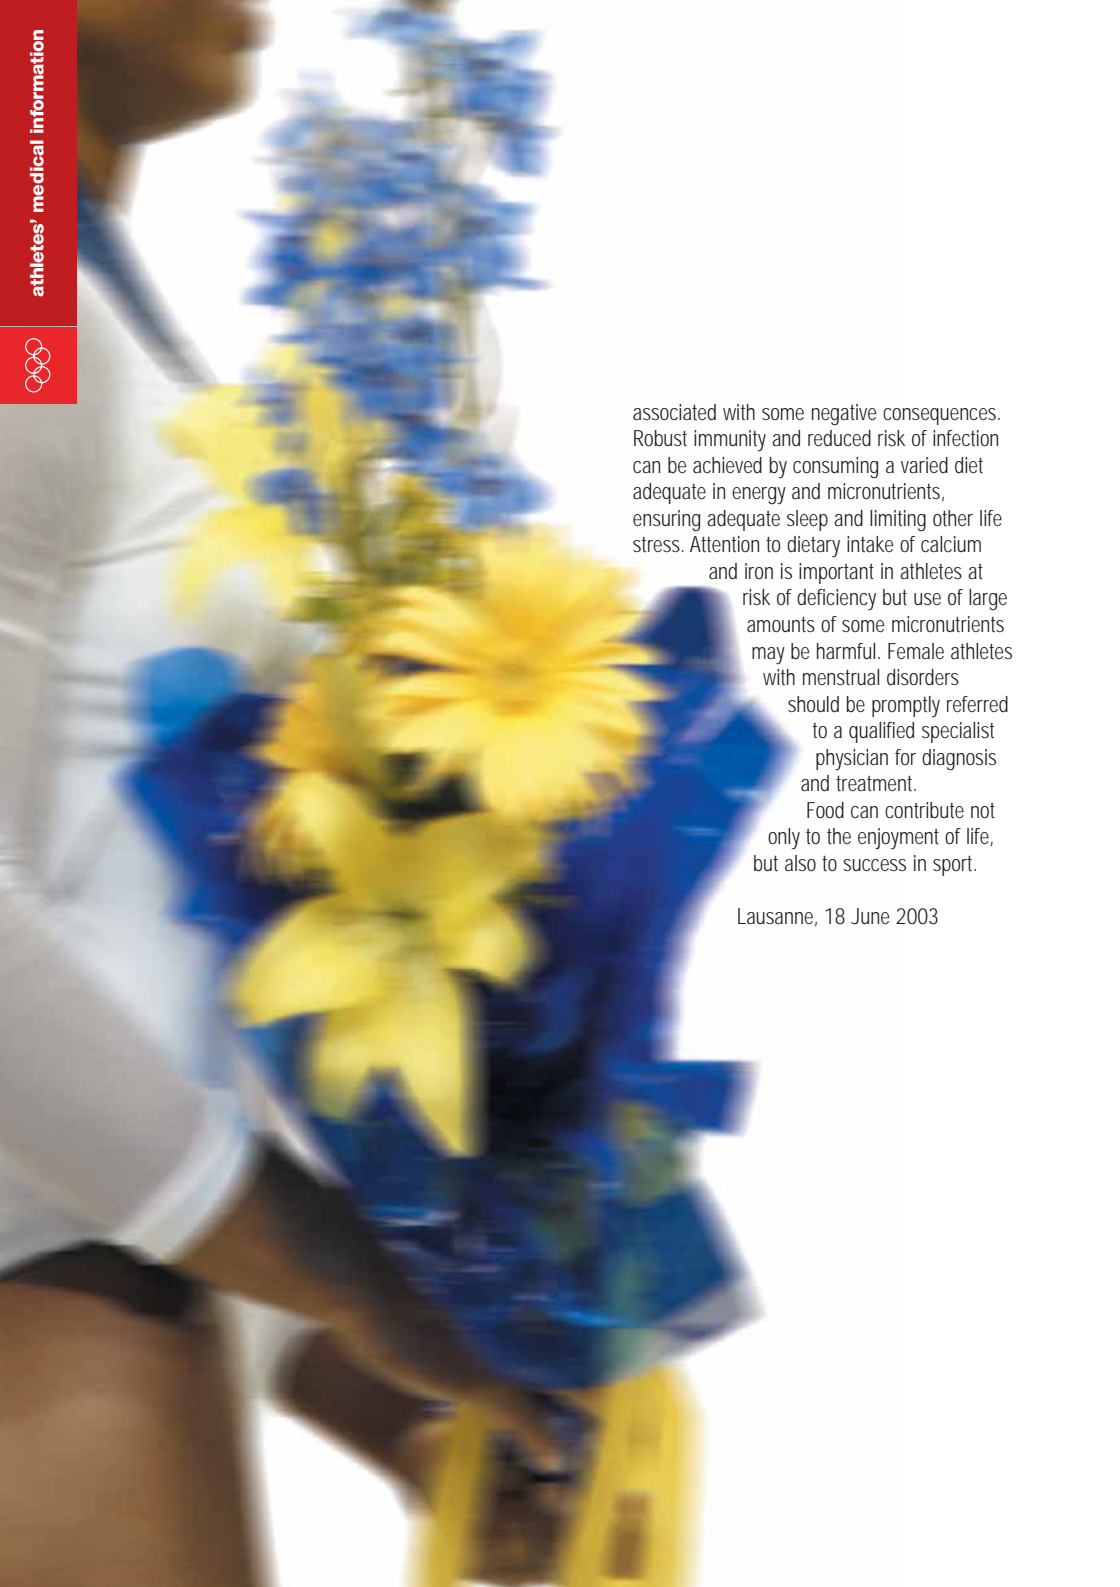 athletes' medical information
associated with some negative consequences.
Robust immunity and reduced risk of infection
can be achieved by consuming a varied diet
adequate in energy and micronutrients,
ensuring adequate sleep and limiting other life
stress. Attention to dietary intake of calcium
and iron is important in athletes at
risk of deficiency but use of large
amounts of some micronutrients
may be harmful. Female athletes
with menstrual disorders
should be promptly referred
to a qualified specialist
physician for diagnosis
and treatment.
Food can contribute not
only to the enjoyment of life,
but also to success in sport.
Lausanne, 18 June 2003